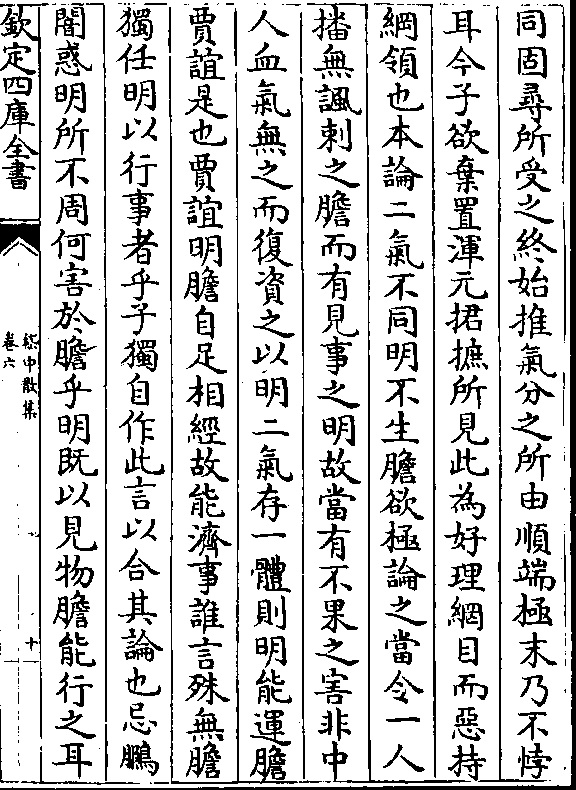 同固尋所受之終始推氣分之所由順端極末乃不悖
耳今子欲棄置渾元捃摭所見此為好理網目而惡持
綱領也本論二氣不同明不生膽欲極論之當令一人
播無諷刺之膽而有見事之明故當有不果之害非中
人血氣無之而復資之以明二氣存一體則明能運膽
賈誼是也賈誼明膽自足相經故能濟事誰言殊無膽
獨任明以行事者乎子獨自作此言以合其論也忌鵩
闇惑明所不周何害於膽乎明既以見物膽能行之耳
欽定四庫全書
嵇中散集
卷六
十